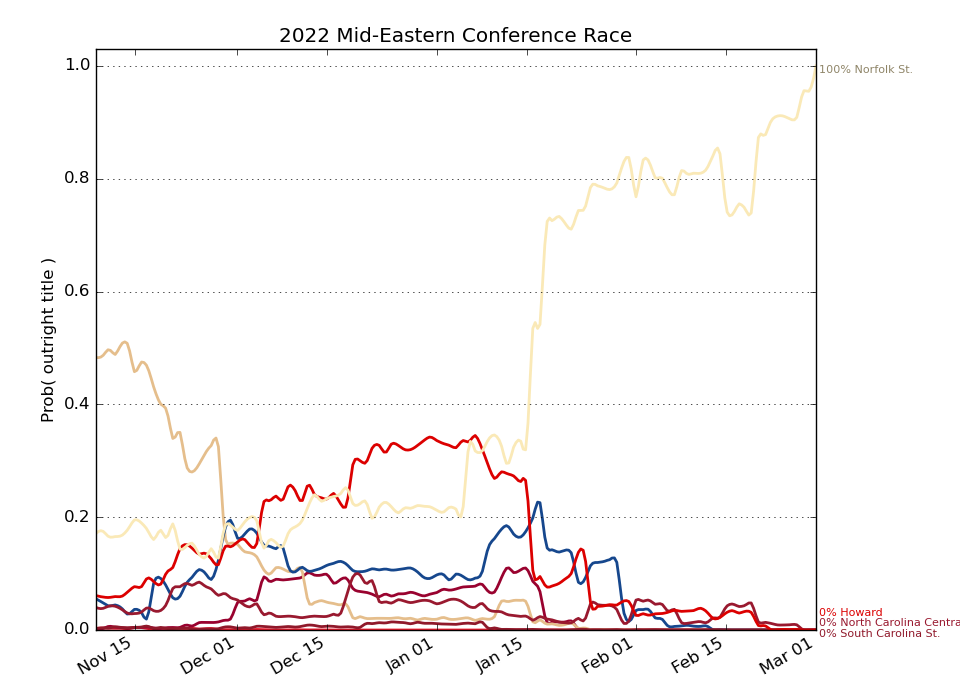 2022 Mid-Eastern Conference Race
Prob( outright title )
1.0
0.8
0.6
0.4
0.2
0.0
Nov 15
Dec 01
Dec 15
Jan 01
Jan 15
Feb 01
Feb 15
Mar 01
100% Norfolk St.
0% Howard
0% North Carolina Centra
0% South Carolina St.